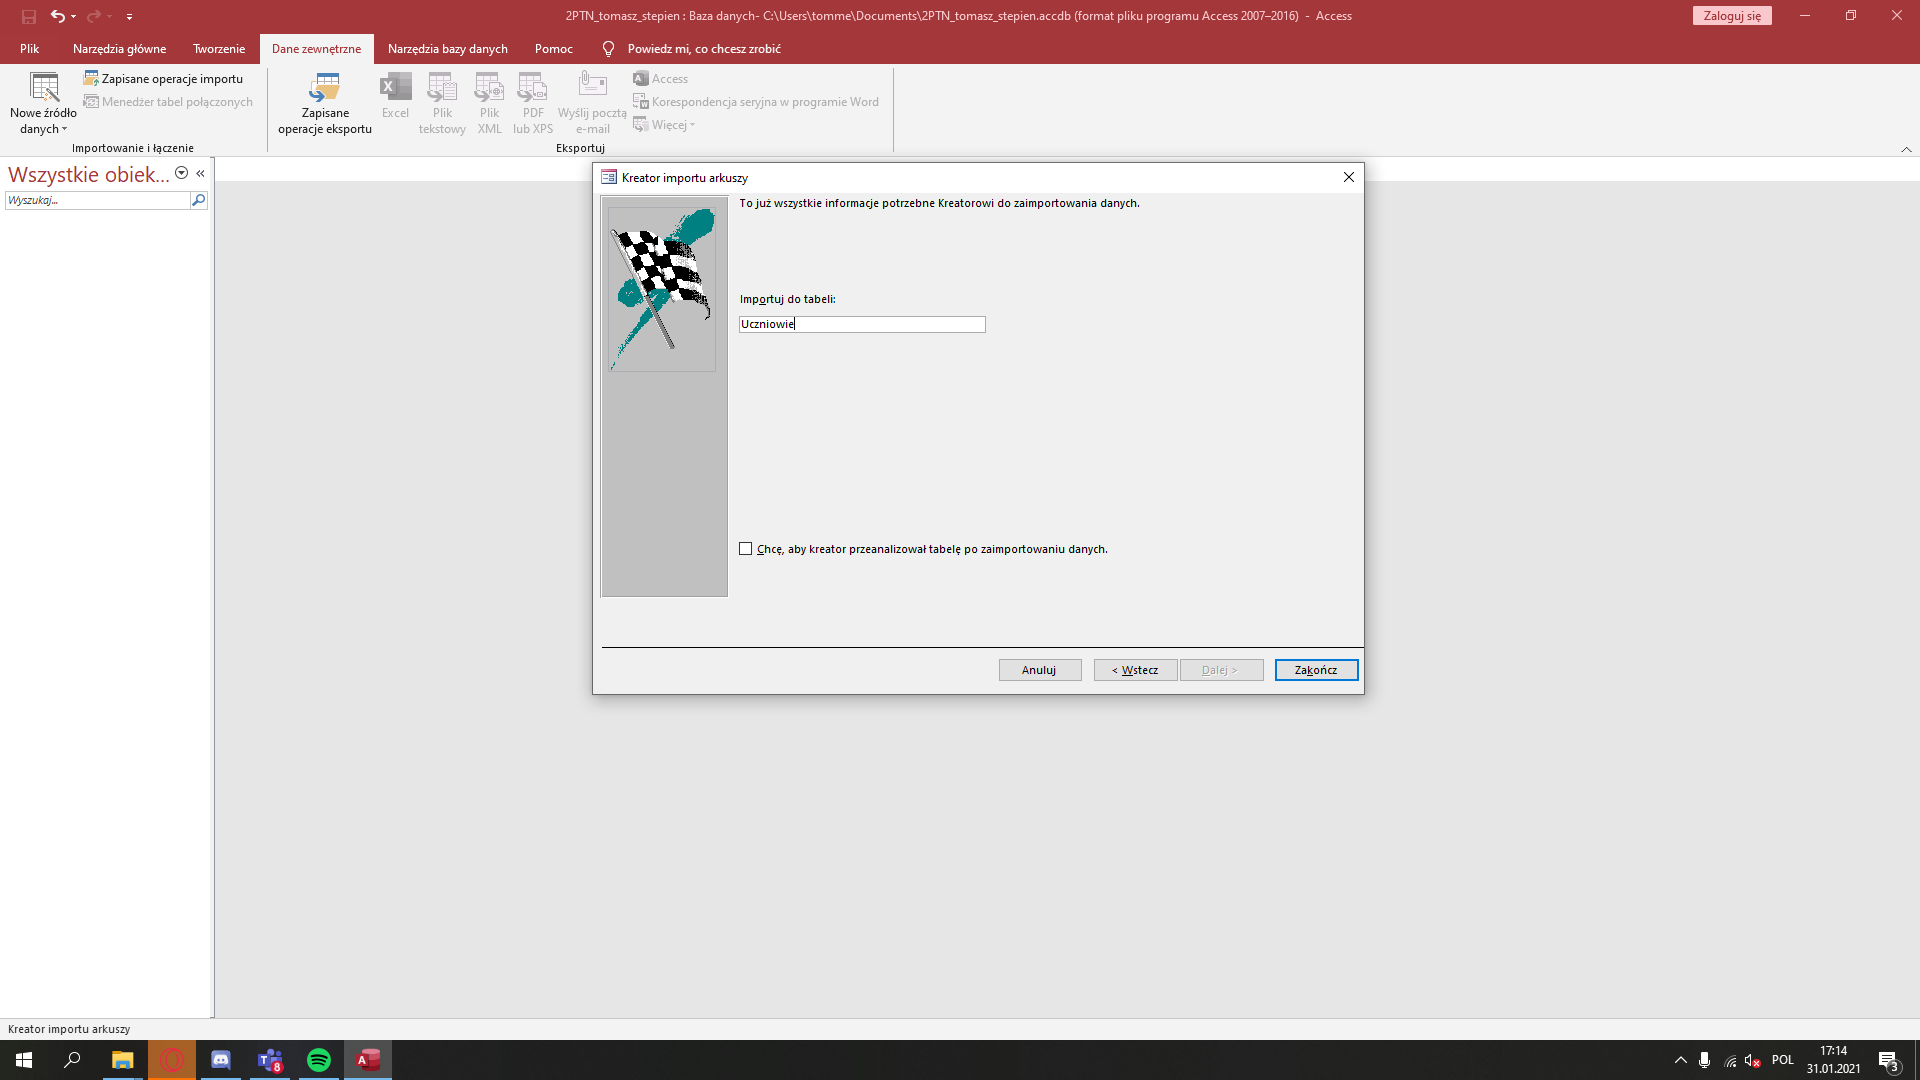 2PTN_tomasz_stepien : Baza danych- C:\Users\tomme\Documents\2PTN_tomasz_stepien.accdb (format pliku programu Access 2007–2016)  -  Access
Zaloguj się
Plik
Narzędzia główne
Tworzenie
Dane zewnętrzne
Narzędzia bazy danych
Pomoc
Powiedz mi, co chcesz zrobić
Nowe źródło
danych
Zapisane operacje importu
Menedżer tabel połączonych
Importowanie i łączenie
Zapisane
operacje eksportu
Excel
Plik
tekstowy
Plik
XML
PDF
lub XPS
Wyślij pocztą
e-mail
Access
Korespondencja seryjna w programie Word
Więcej
Eksportuj
Wszystkie obiek...
Wyszukaj...
Kreator importu arkuszy
To już wszystkie informacje potrzebne Kreatorowi do zaimportowania danych.
Importuj do tabeli:
Uczniowie
Chcę, aby kreator przeanalizował tabelę po zaimportowaniu danych.
Anuluj
< Wstecz
Dalej >
Zakończ
Kreator importu arkuszy
8
POL
17:14
31.01.2021
3